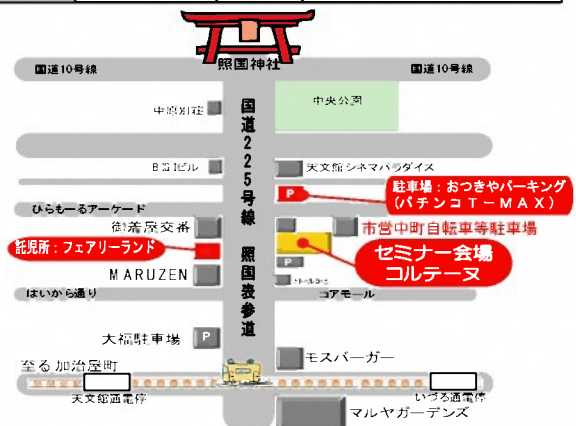 照国神社
国道10号線
国道10号線
中原別荘
中央公園
国道225号線 照国表参道
BIGIビル
天文館シネマパラダイス
P
駐車場：おつきやパーキング
(パチンコT－MAX)
ひらもーるアーケード
御着屋交番
市営中町自転車等駐車場
託児所：フェアリーランド
セミナー会場
コルテーヌ
P
MARUZEN
はいから通り
コアモール
大福駐車場
P
モスバーガー
至る加治屋町
天文館通電停
いづろ通電停
マルヤガーデンズ